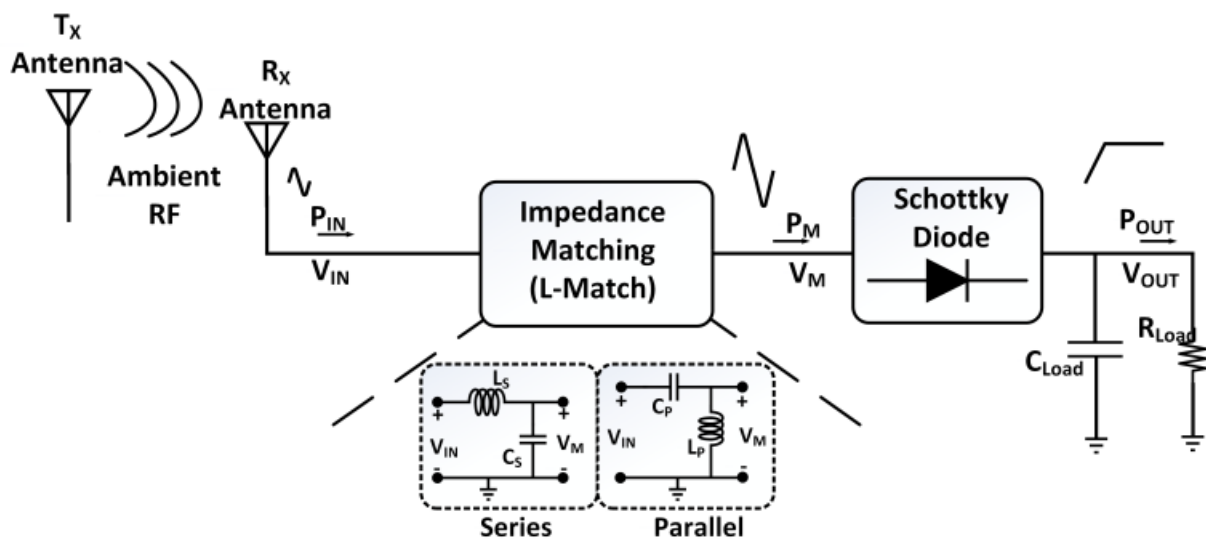 TX
Antenna
RX
Antenna
Ambient
RF
PIN
VIN
Impedance
Matching
(L-Match)
PM
VM
Schottky
Diode
POUT
VOUT
CLoad
RLoad
LS
+
+
VIN
CS
VM
-
-
Series
CP
+
+
VIN
LP
VM
-
-
Parallel